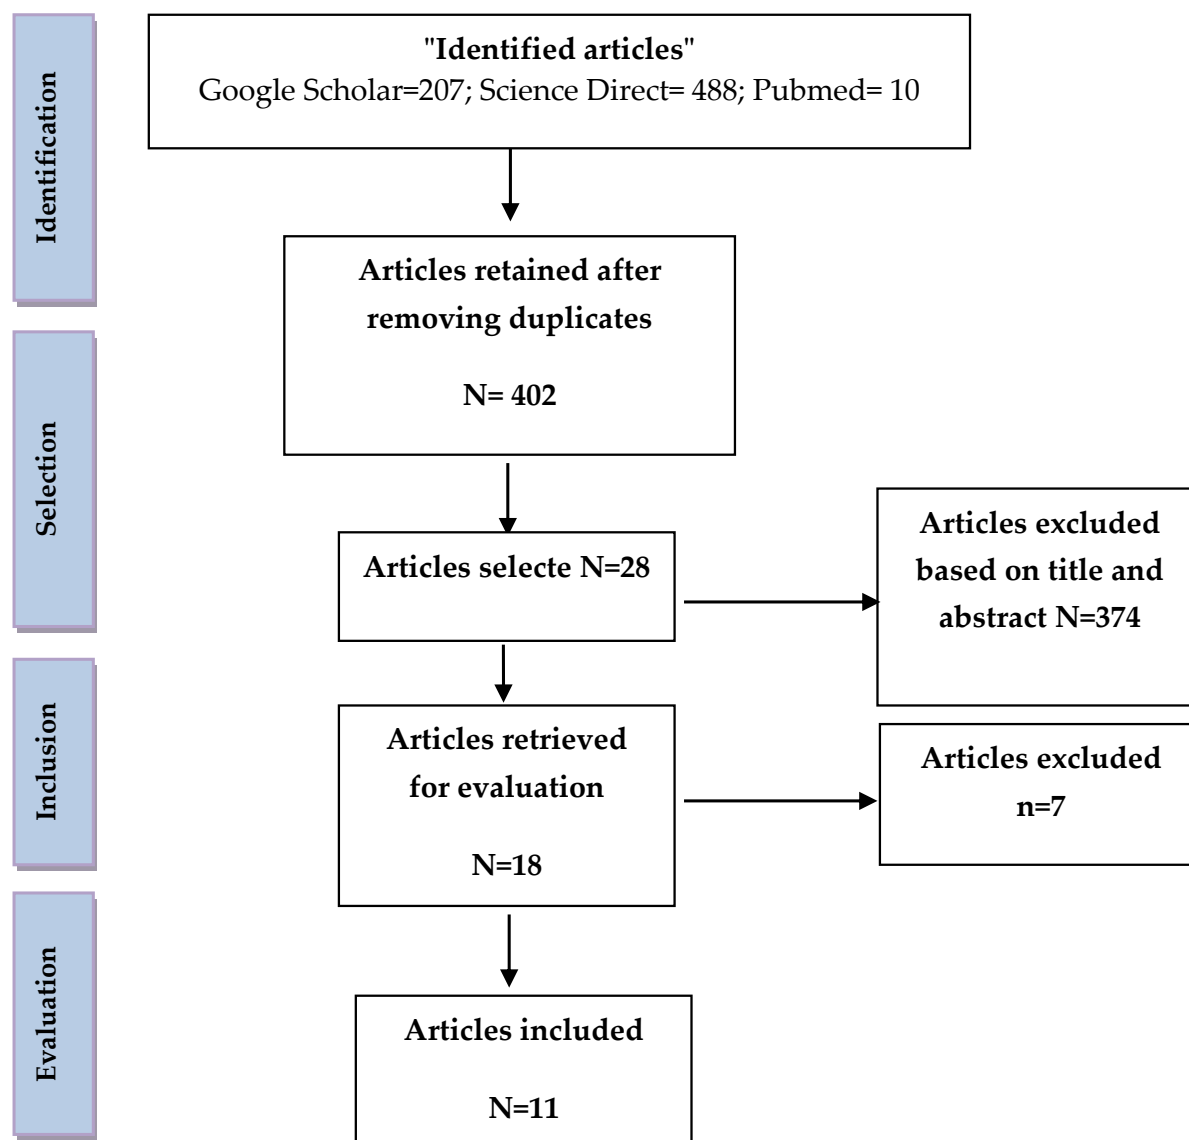 Identification
"Identified articles"
Google Scholar=207; Science Direct= 488; Pubmed= 10
Articles retained after
removing duplicates
N= 402
Selection
Articles selecte N=28
Articles excluded
based on title and
abstract N=374
Inclusion
Articles retrieved
for evaluation
N=18
Articles excluded
n=7
Evaluation
Articles included
N=11